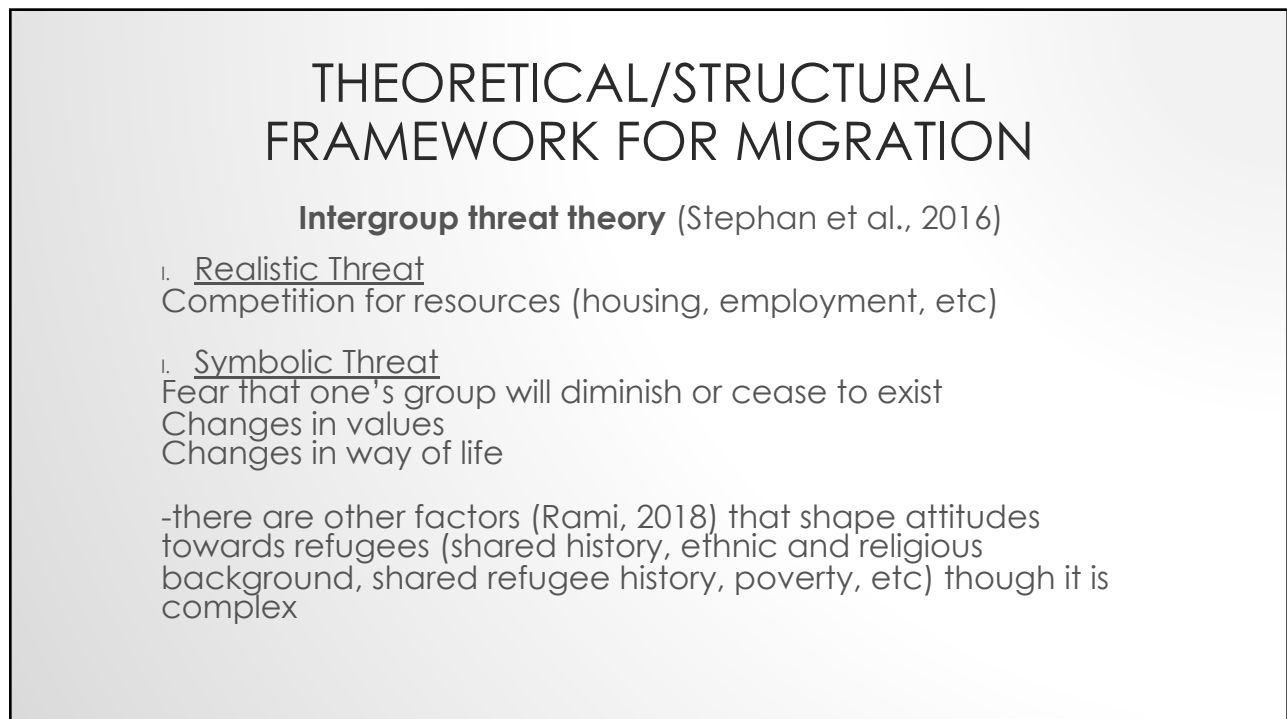 THEORETICAL/STRUCTURAL
FRAMEWORK FOR MIGRATION
Intergroup threat theory (Stephan et al., 2016)
I. Realistic Threat
Competition for resources (housing, employment, etc)
I. Symbolic Threat
Fear that one’s group will diminish or cease to exist
Changes in values
Changes in way of life
-there are other factors (Rami, 2018) that shape attitudes
towards refugees (shared history, ethnic and religious
background, shared refugee history, poverty, etc) though it is
complex